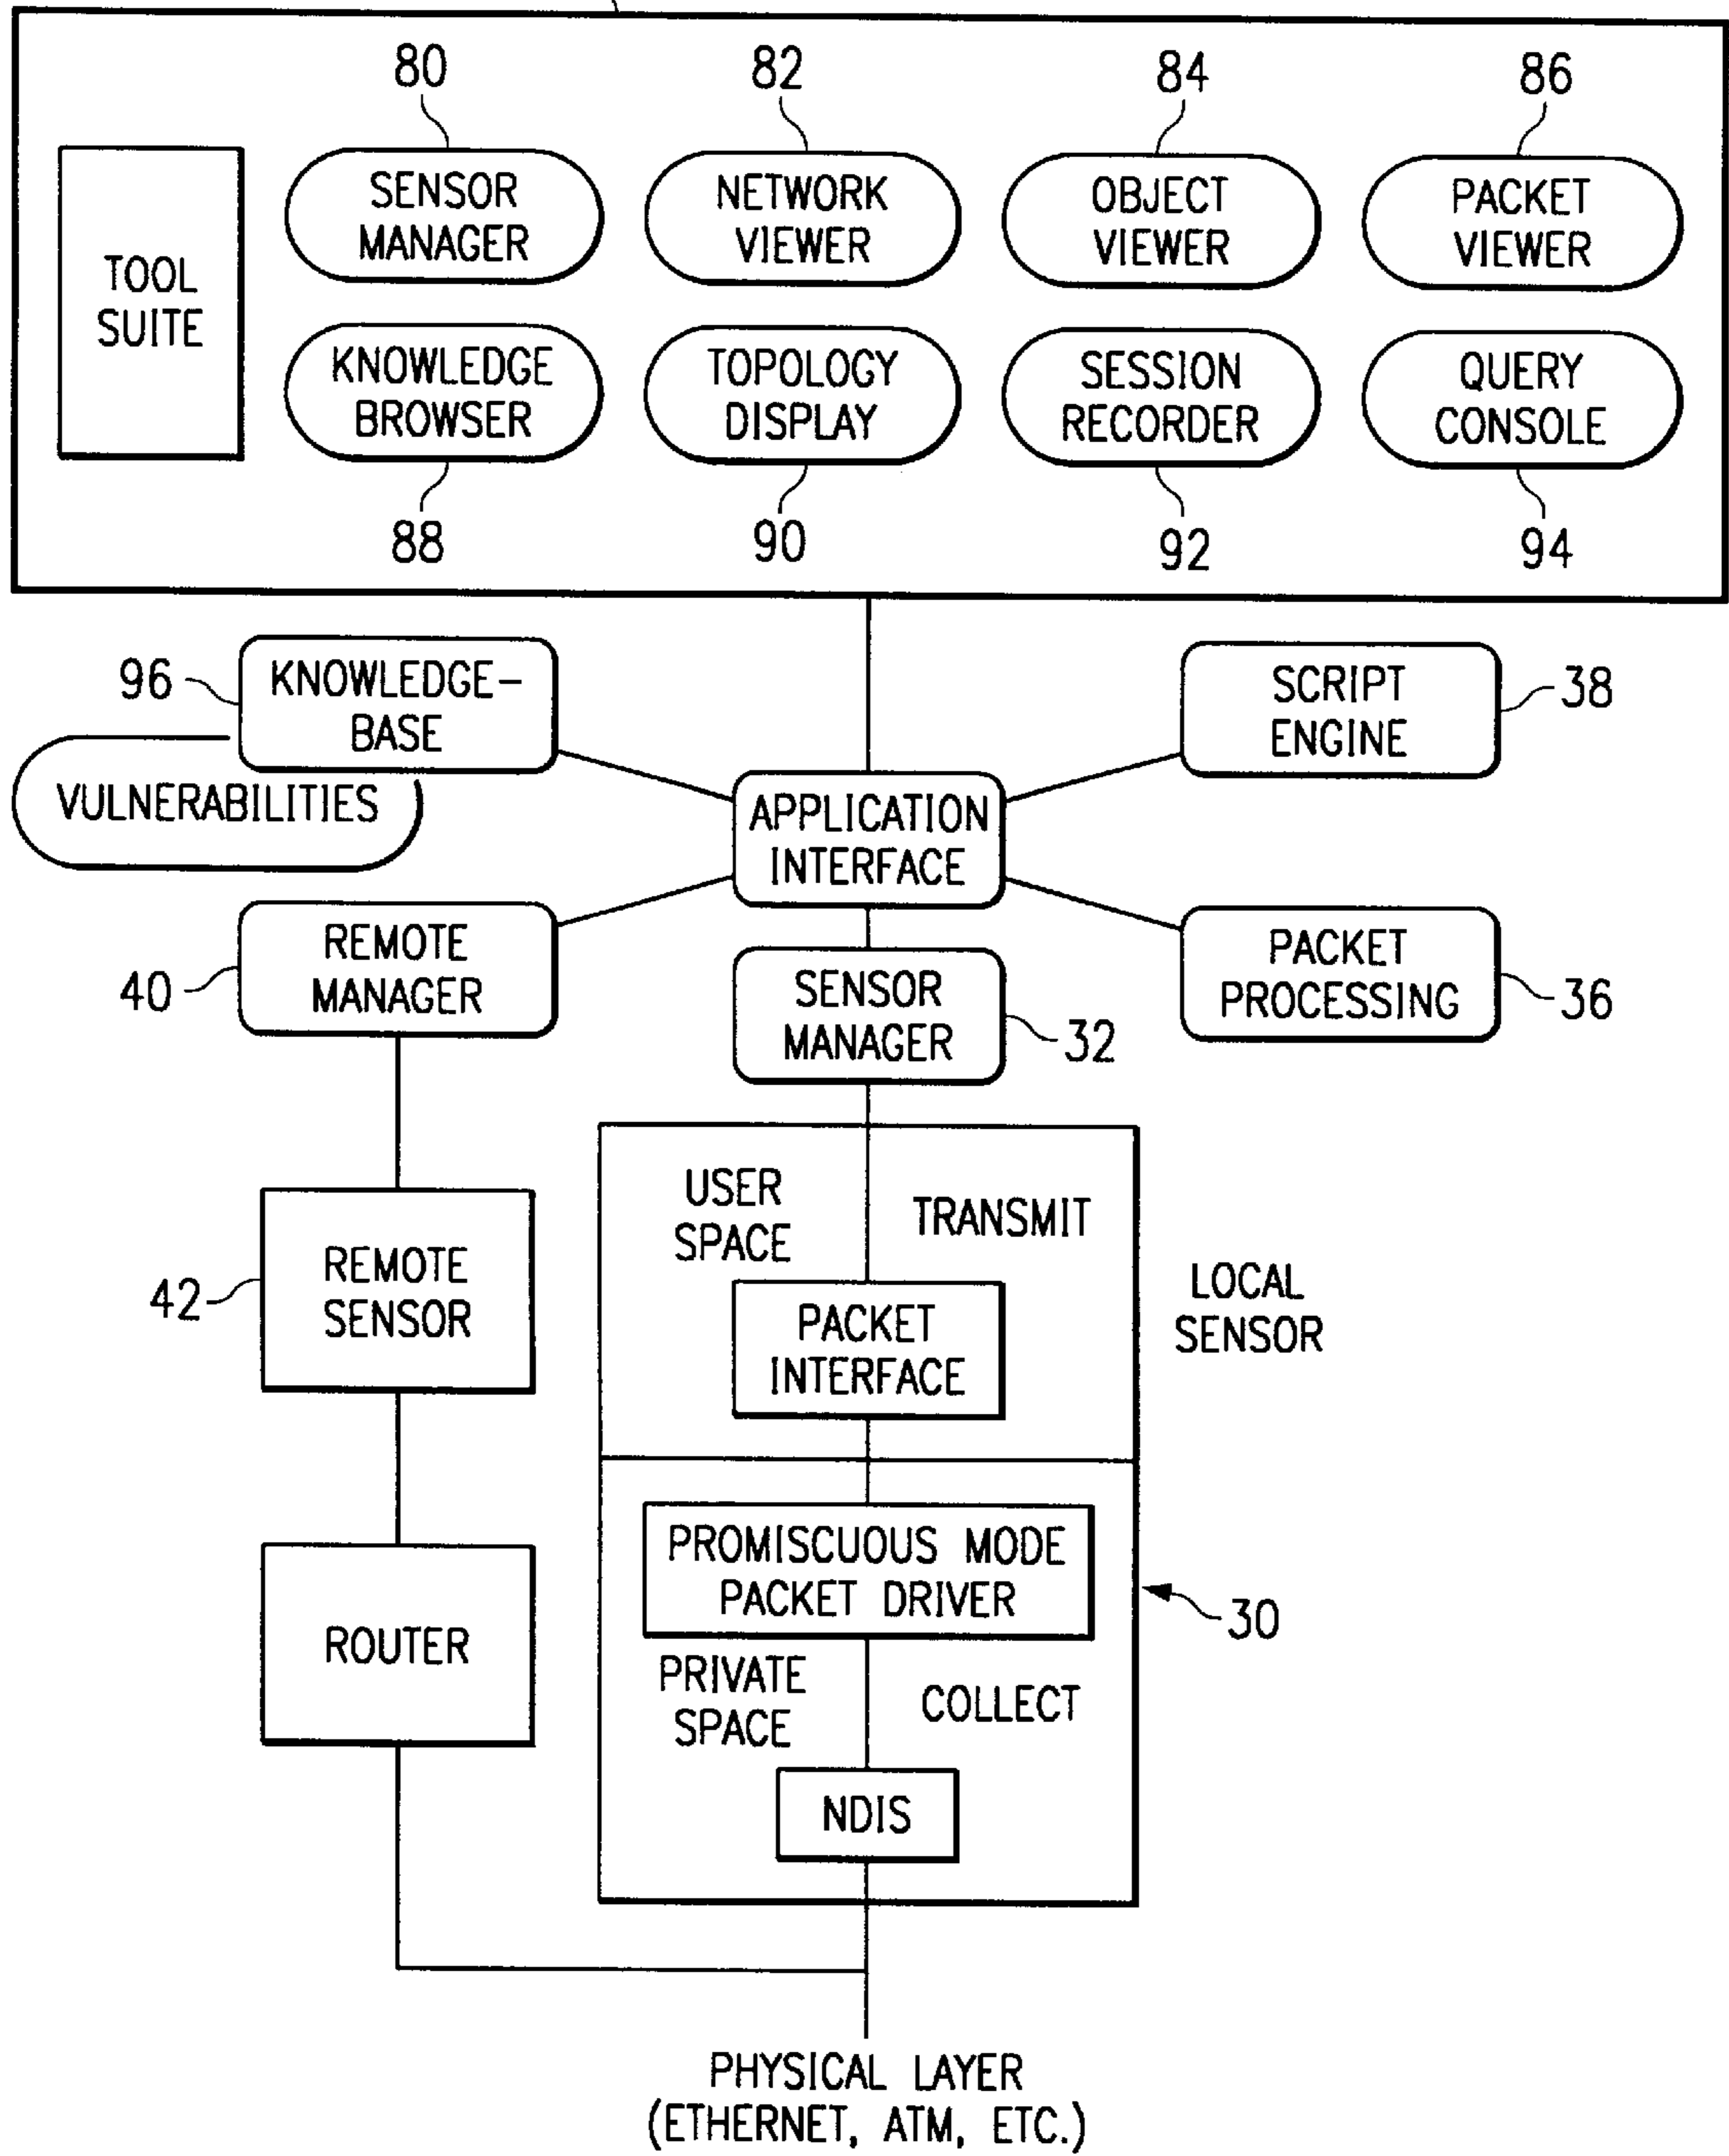 80
82
84
86
TOOL
SUITE
SENSOR
MANAGER
NETWORK
VIEWER
OBJECT
VIEWER
PACKET
VIEWER
KNOWLEDGE
BROWSER
TOPOLOGY
DISPLAY
SESSION
RECORDER
QUERY
CONSOLE
88
90
92
94
96
KNOWLEDGE-
BASE
VULNERABILITIES
SCRIPT
ENGINE
38
APPLICATION
INTERFACE
REMOTE
MANAGER
40
SENSOR
MANAGER
32
PACKET
PROCESSING
36
USER
SPACE
TRANSMIT
REMOTE
SENSOR
42
PACKET
INTERFACE
LOCAL
SENSOR
PROMISCUOUS MODE
PACKET DRIVER
30
ROUTER
PRIVATE
SPACE
COLLECT
NDIS
PHYSICAL LAYER
(ETHERNET, ATM, ETC.)